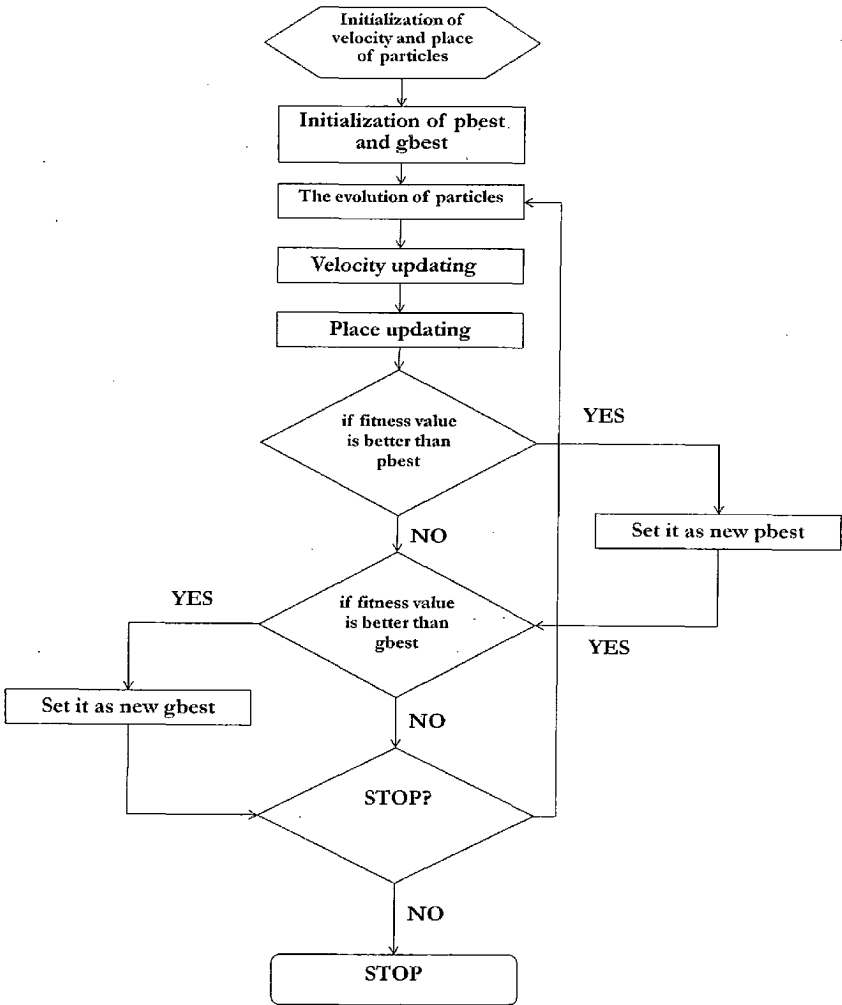 Initialization of
velocity and place
of particles
Initialization of pbest
and gbest
The evolution of particles
Velocity updating
Place updating
if fitness value
is better than
pbest
YES
Set it as new pbest
NO
if fitness value
is better than
gbest
YES
YES
Set it as new gbest
NO
STOP?
NO
STOP